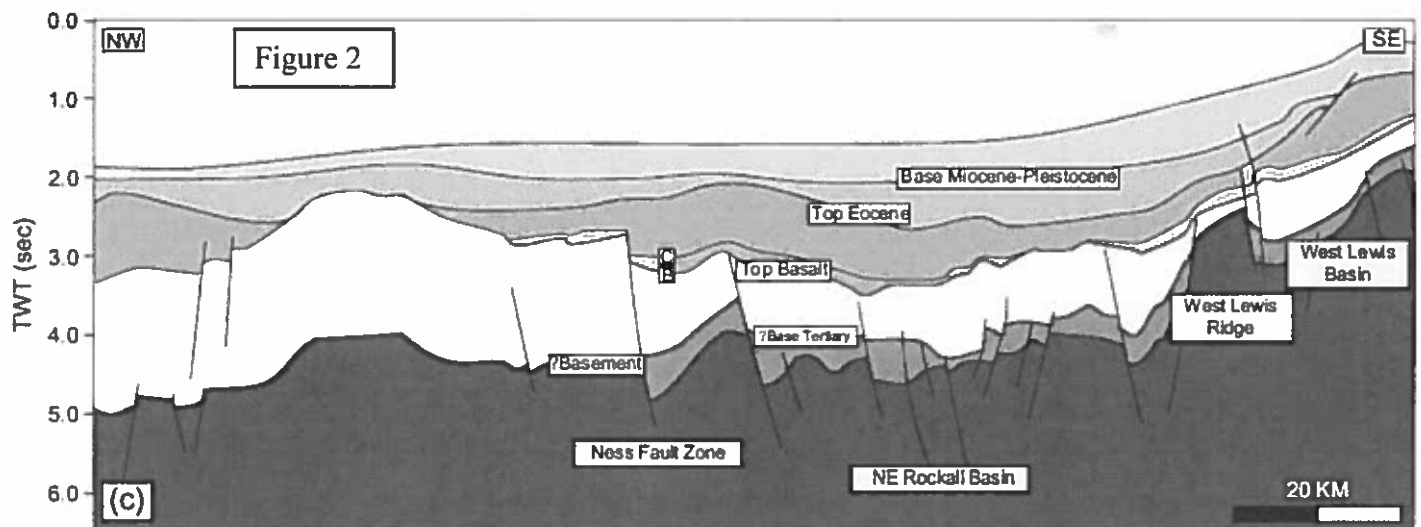 0.0
NW
Figure 2
SE
1.0
2.0
Base Miocene-Pleistocene
Top Eocene
3.0
C
B
Top Basalt
West Lewis
Basin
TWT (sec)
West Lewis
Ridge
4.0
?Basement
?Base Tertiary
5.0
Ness Fault Zone
NE Rockall Basin
6.0
(c)
20 KM